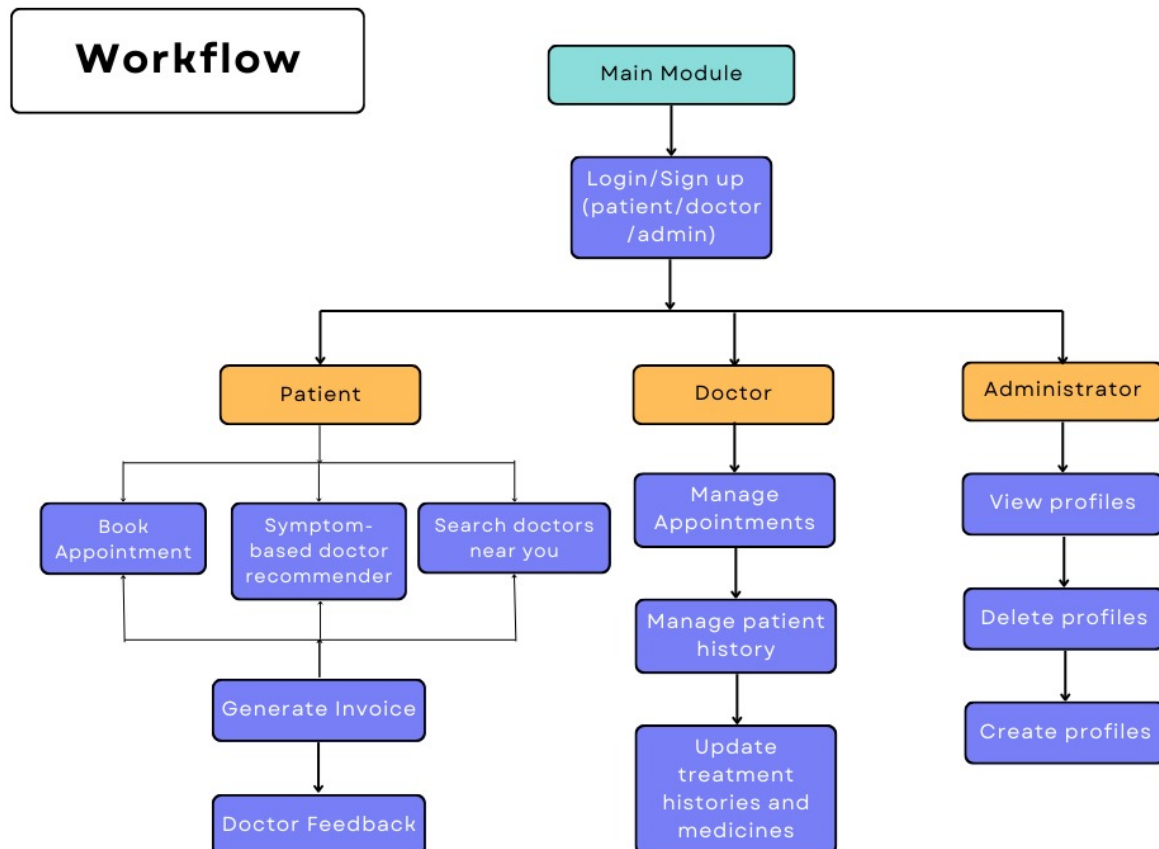 Workflow
Main Module
Login/Sign up
(patient/doctor
/admin)
Patient
Doctor
Administrator
Book
Appointment
Symptom-
based doctor
recommender
Search doctors
near you
Generate Invoice
Doctor Feedback
Manage
Appointments
Manage patient
history
Update
treatment
histories and
medicines
View profiles
Delete profiles
Create profiles